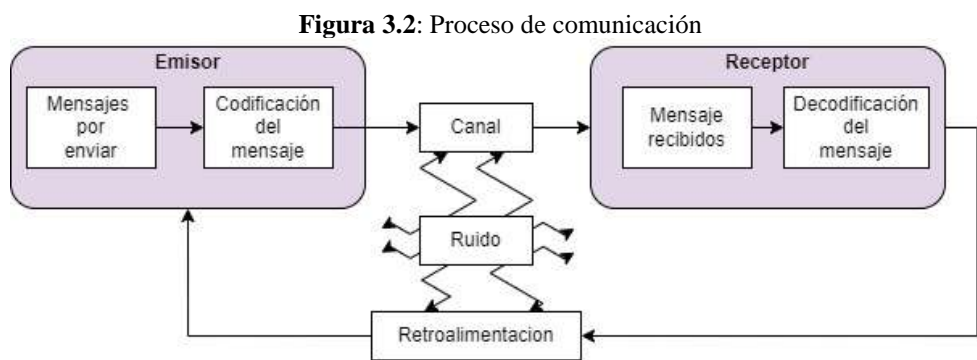 Figura 3.2: Proceso de comunicación
Emisor
Mensajes
por
enviar
Codificación
del
mensaje
Canal
Receptor
Mensaje
recibidos
Decodificación
del
mensaje
Ruido
Retroalimentacion